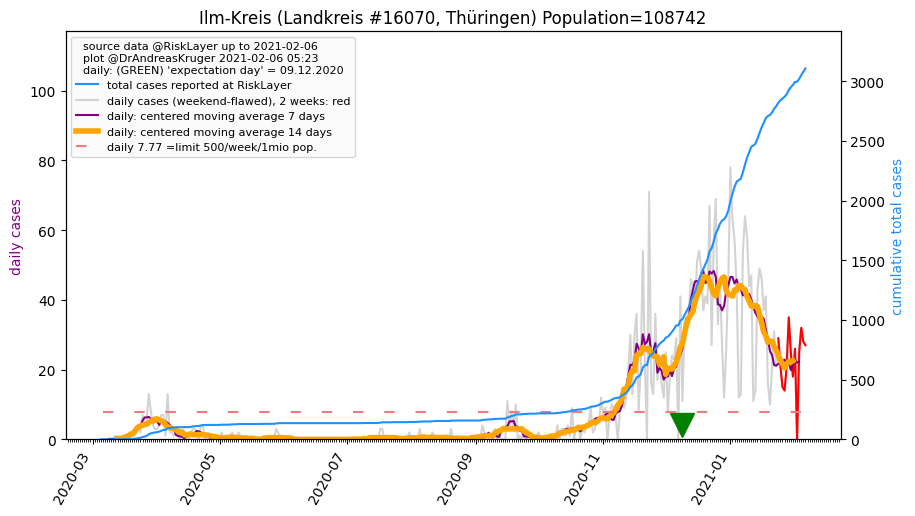 Ilm-Kreis (Landkreis #16070, Thüringen) Population=108742
source data @RiskLayer up to 2021-02-06
plot @DrAndreasKruger 2021-02-06 05:23
daily: (GREEN) 'expectation day' = 09.12.2020
total cases reported at RiskLayer
daily cases (weekend-flawed), 2 weeks: red
daily: centered moving average 7 days
daily: centered moving average 14 days
daily 7.77 =limit 500/week/1mio pop.
daily cases
100
80
60
40
20
0
cumulative total cases
3000
2500
2000
1500
1000
500
0
2020-03
2020-05
2020-07
2020-09
2020-11
2021-01